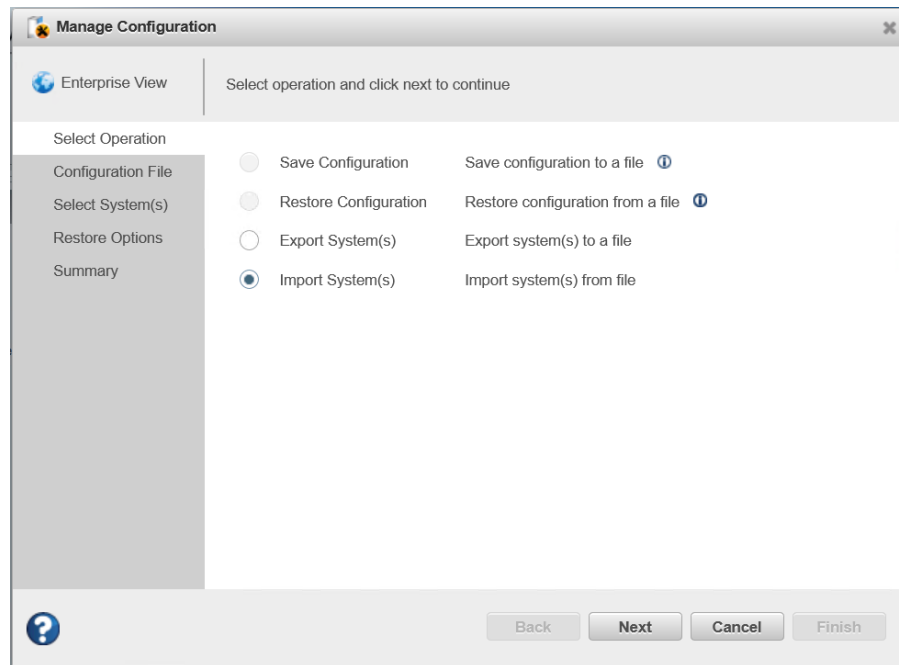 Manage Configuration
Enterprise View
Select operation and click next to continue
Select Operation
Configuration File
Select System(s)
Restore Options
Summary
Save Configuration Save configuration to a file
Restore Configuration Restore configuration from a file
Export System(s) Export system(s) to a file
Import System(s) Import system(s) from file
? Back Next Cancel Finish